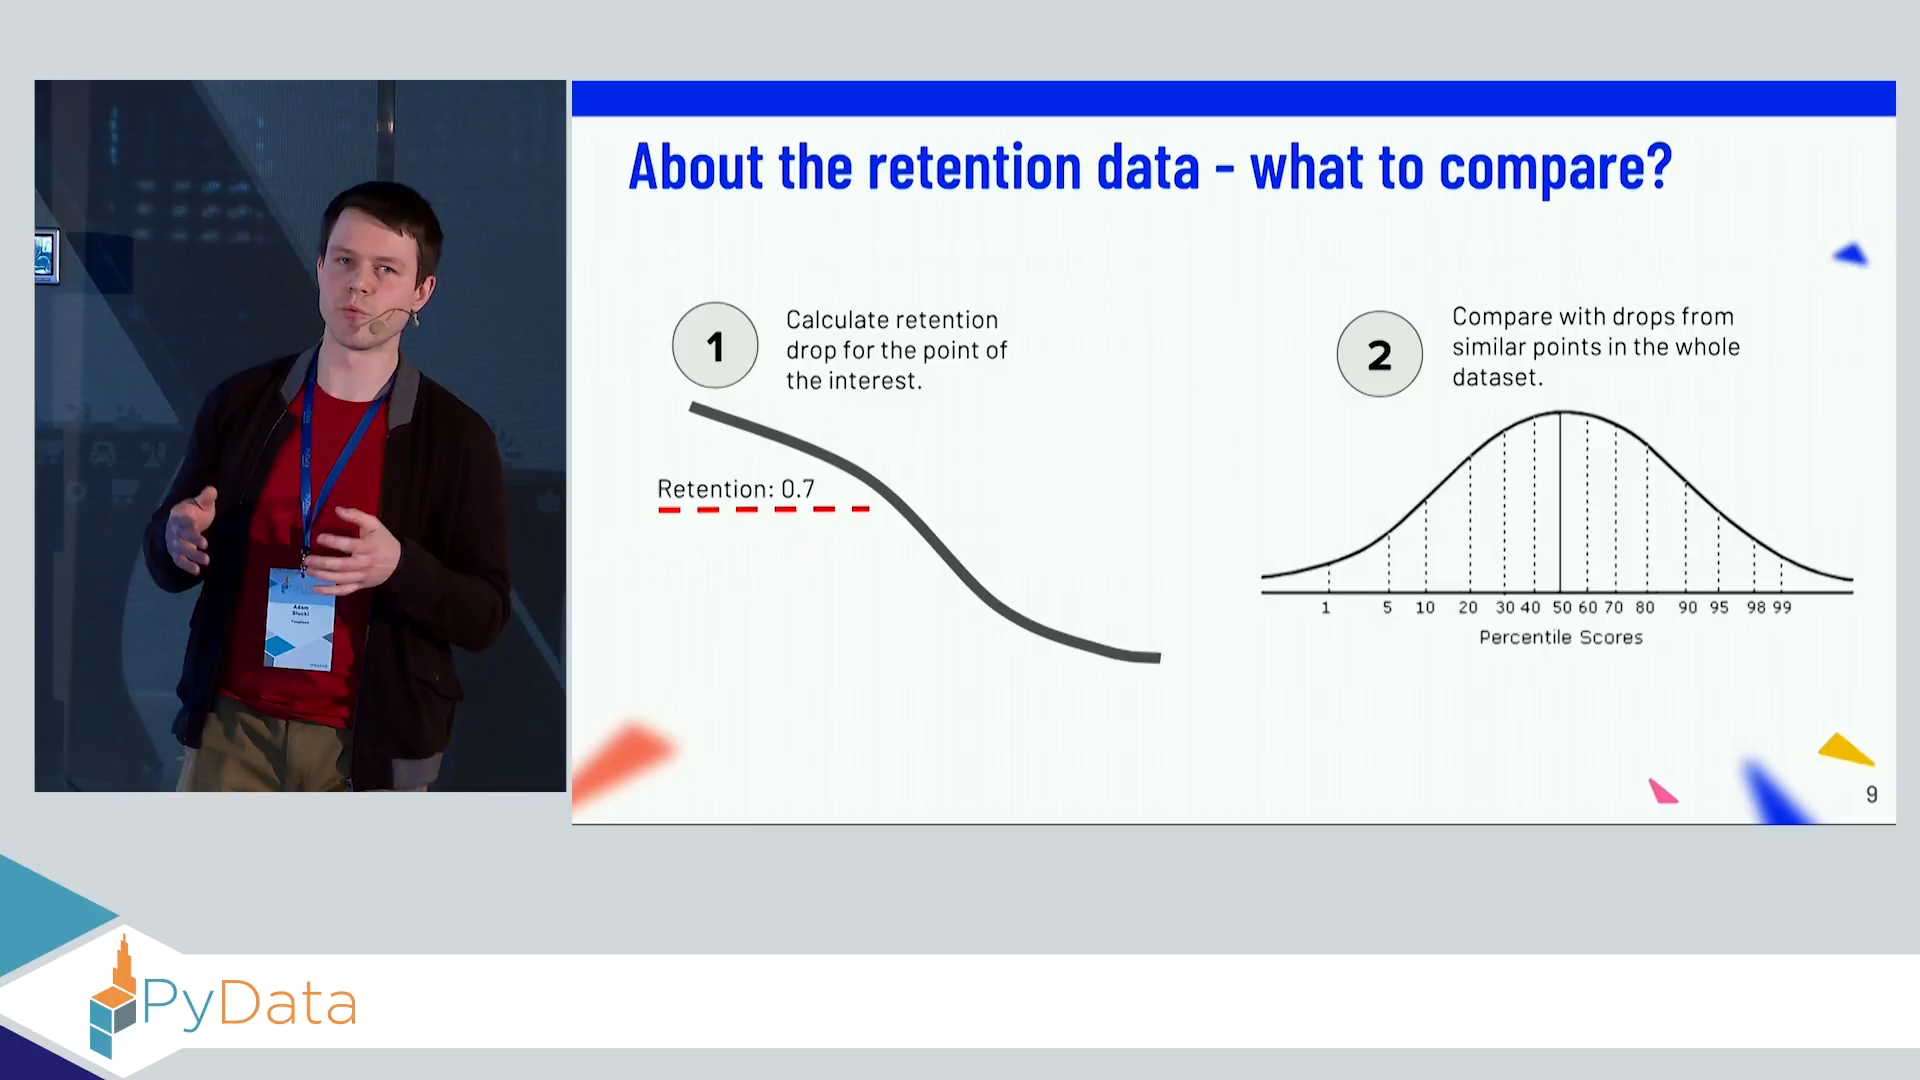 About the retention data - what to compare?
1
Calculate retention
drop for the point of
the interest.
Retention: 0.7
2
Compare with drops from
similar points in the whole
dataset.
1 5 10 20 30 40 50 60 70 80 90 95 98 99
Percentile Scores
9
Adam
Słucki
PyData